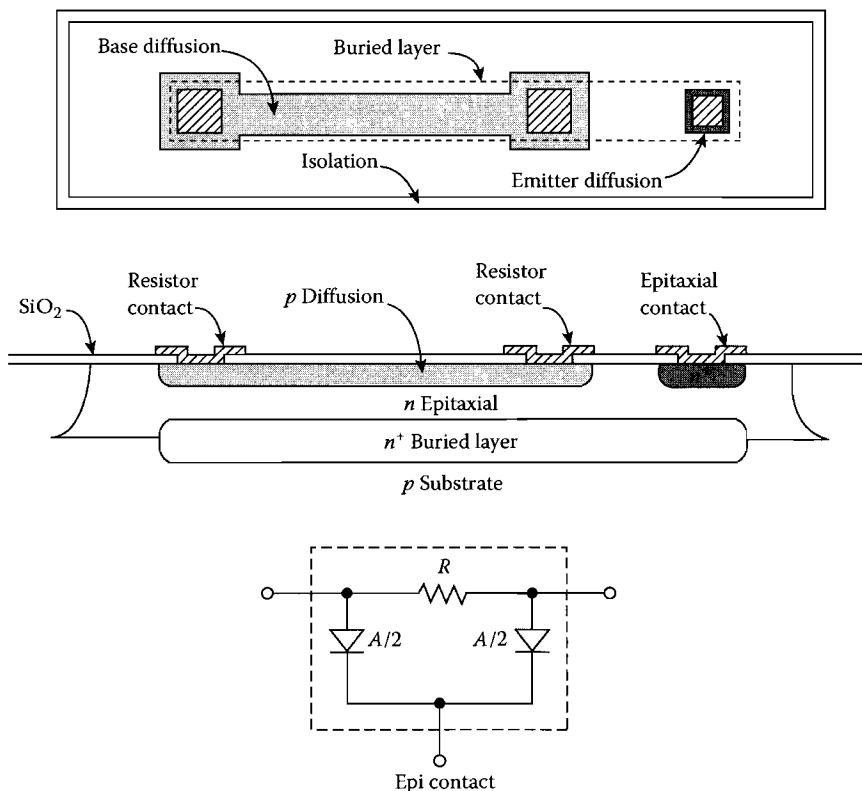 Base diffusion
Buried layer
Isolation
Emitter diffusion
SiO2
Resistor
contact
p Diffusion
Resistor
contact
Epitaxial
contact
n Epitaxial
n+ Buried layer
p Substrate
R
A/2
A/2
Epi contact